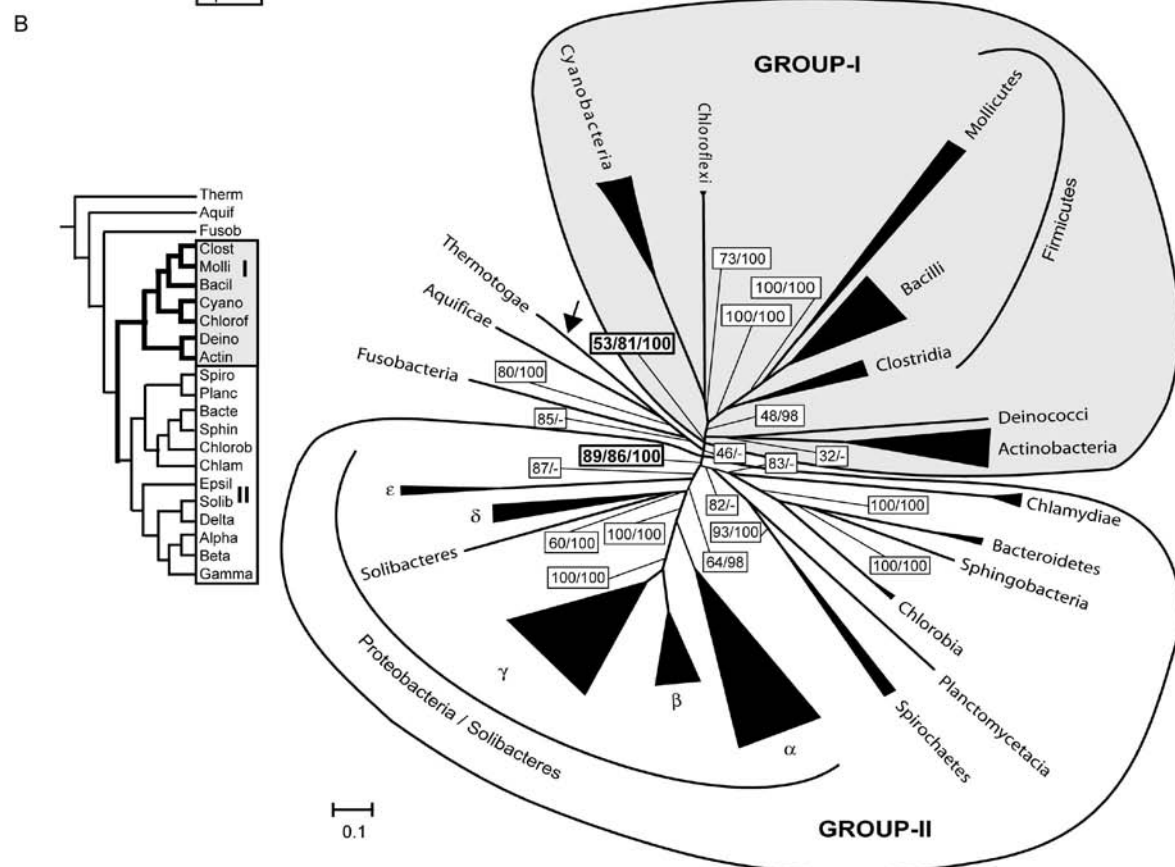 B
GROUP-I
Cyanobacteria
Chloroflexi
Mollicutes
Firmicutes
Bacilli
Clostridia
Deinococci
Actinobacteria
Thermotogae
Aquificae
Fusobacteria
73/100
100/100
100/100
53/81/100
80/100
85/-
48/98
46/-
83/-
32/-
89/86/100
87/-
82/-
93/100
64/98
100/100
60/100
100/100
100/100
100/100
ε
δ
Solibacteres
γ
β
α
Proteobacteria / Solibacteres
Chlamydiae
Bacteroidetes
Sphingobacteria
Chlorobia
Planctomycetacia
Spirochaetes
GROUP-II
0.1
Therm
Aquif
Fusob
Clost
Molli
I
Bacil
Cyano
Chlorof
Deino
Actin
Spiro
Planc
Bacte
Sphin
Chlorob
Chlam
Epsil
Solib
II
Delta
Alpha
Beta
Gamma